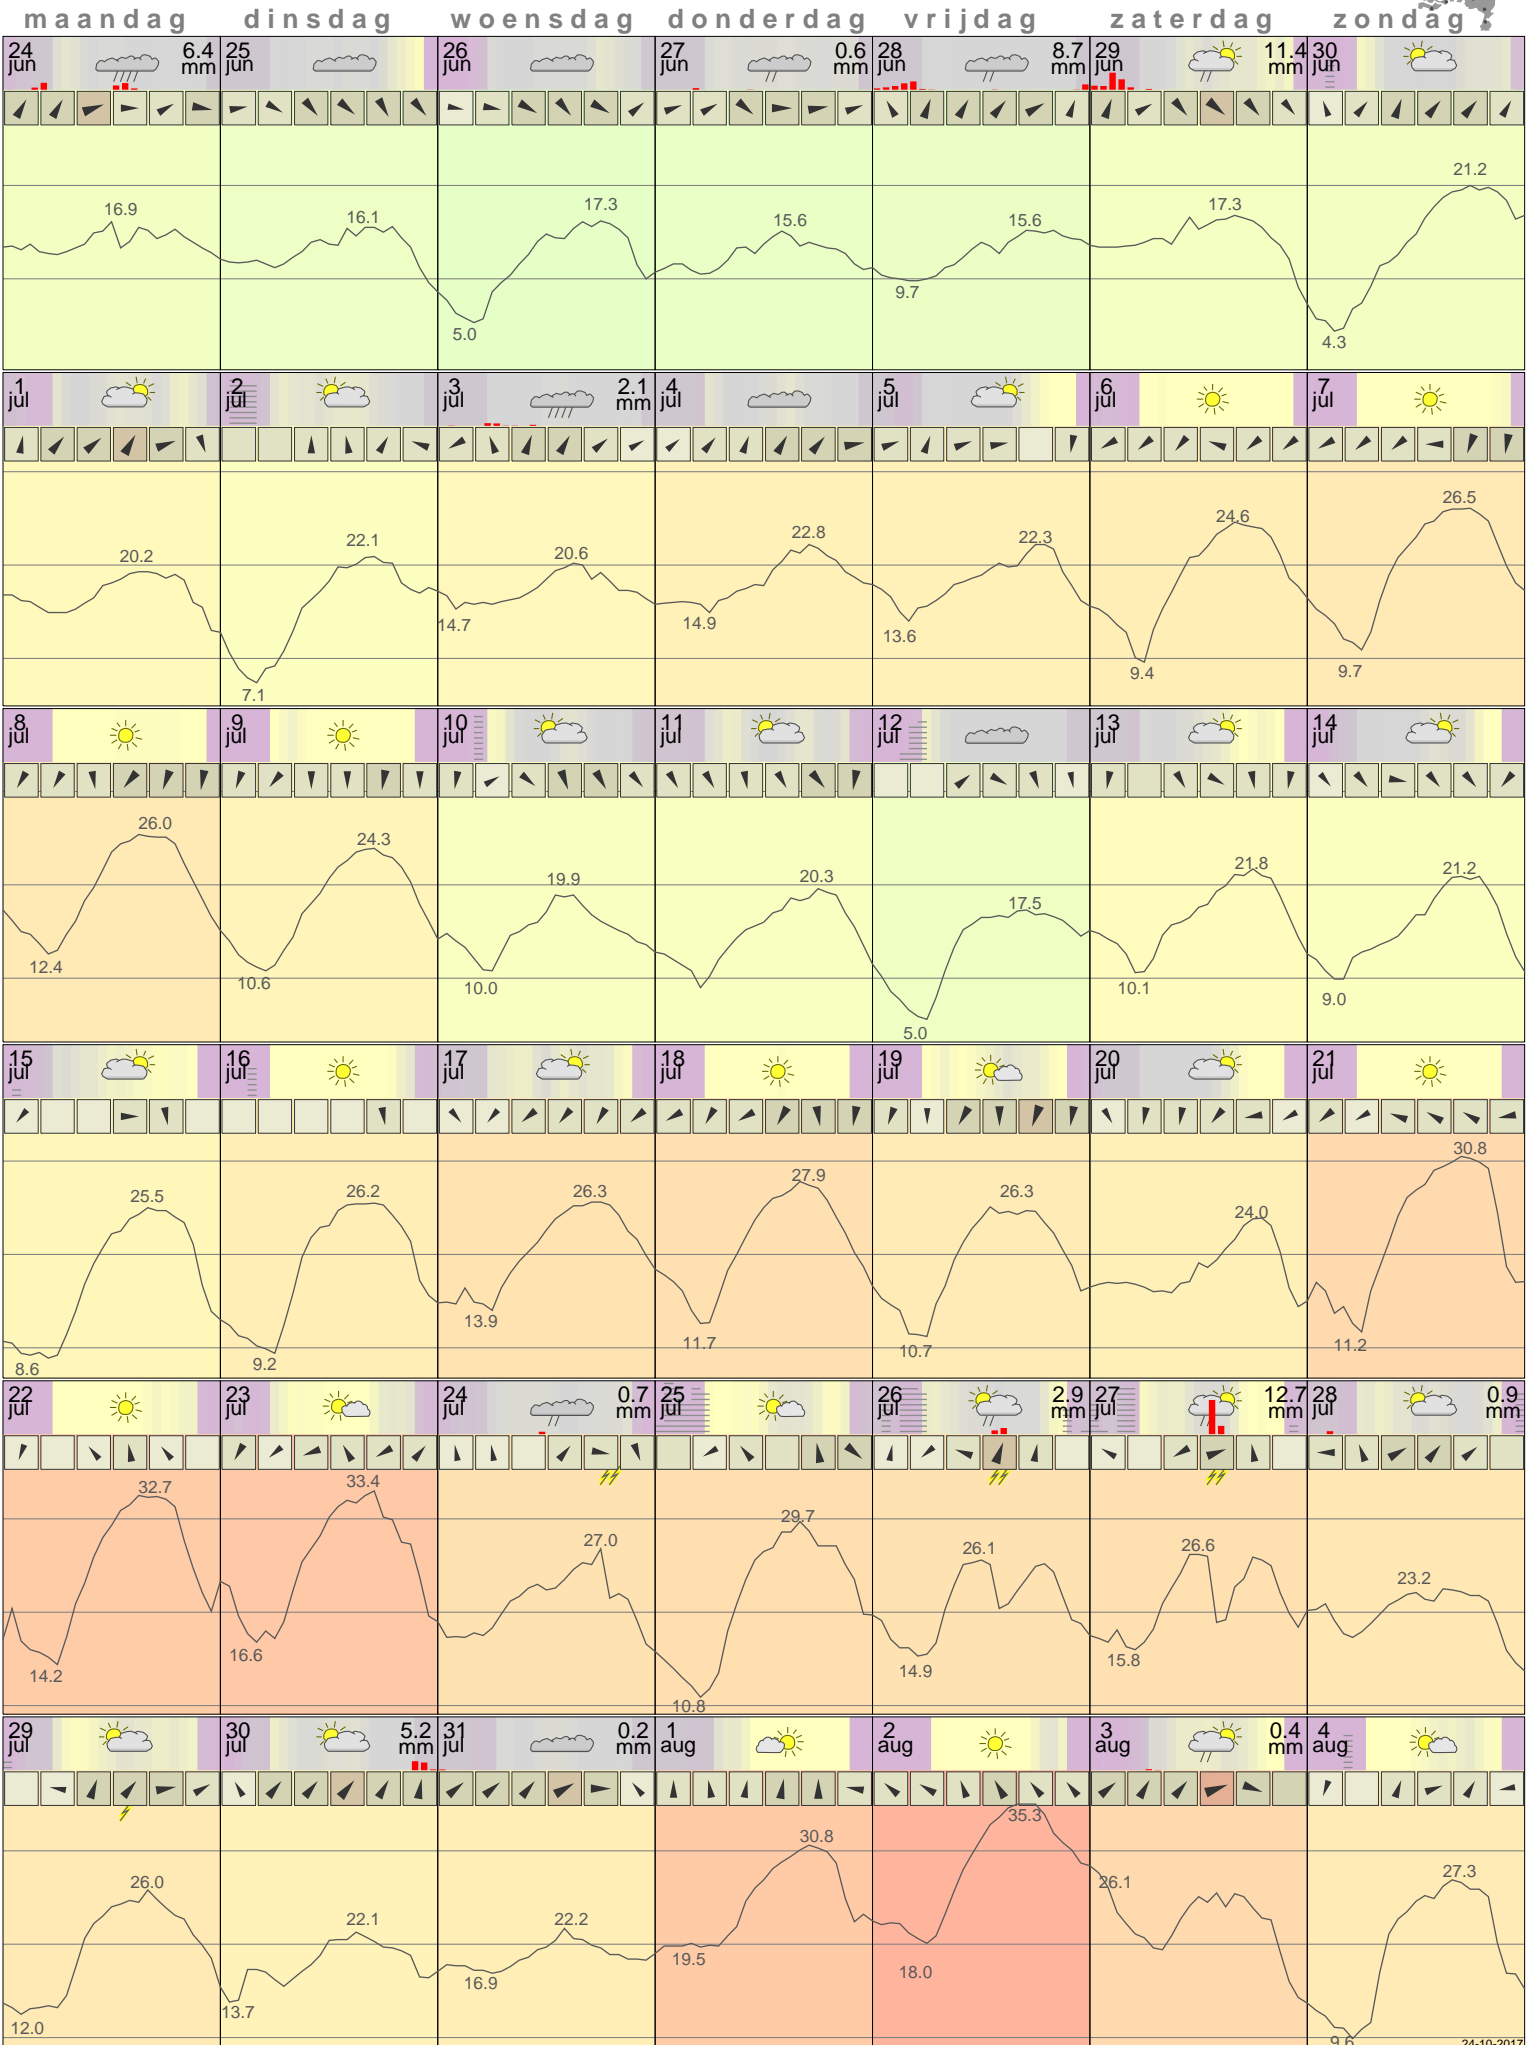 maandag dinsdag woensdag donderdag vrijdag zaterdag zondag
24 jun 6.4 mm 25 jun 26 jun 27 jun 0.6 mm 28 jun 8.7 mm 29 jun 11.4 mm 30 jun
16.9 16.1 5.0 17.3 15.6 9.7 15.6 17.3 4.3 21.2
1 jul 2 jul 3 jul 2.1 mm 4 jul 5 jul 6 jul 7 jul
20.2 7.1 22.1 14.7 20.6 14.9 22.8 13.6 22.3 9.4 24.6 9.7 26.5
8 jul 9 jul 10 jul 11 jul 12 jul 13 jul 14 jul
12.4 26.0 10.6 24.3 10.0 19.9 20.3 5.0 17.5 10.1 21.8 9.0 21.2
15 jul 16 jul 17 jul 18 jul 19 jul 20 jul 21 jul
8.6 25.5 9.2 26.2 13.9 26.3 11.7 27.9 10.7 26.3 24.0 11.2 30.8
22 jul 23 jul 24 jul 0.7 mm 25 jul 26 jul 2.9 mm 27 jul 12.7 mm 28 jul 0.9 mm
14.2 32.7 16.6 33.4 27.0 10.8 29.7 14.9 26.1 15.8 26.6 23.2
29 jul 30 jul 5.2 mm 31 jul 0.2 mm 1 aug 2 aug 3 aug 0.4 mm 4 aug
12.0 26.0 13.7 22.1 16.9 22.2 19.5 30.8 18.0 35.3 26.1 9.6 27.3
24-10-2017